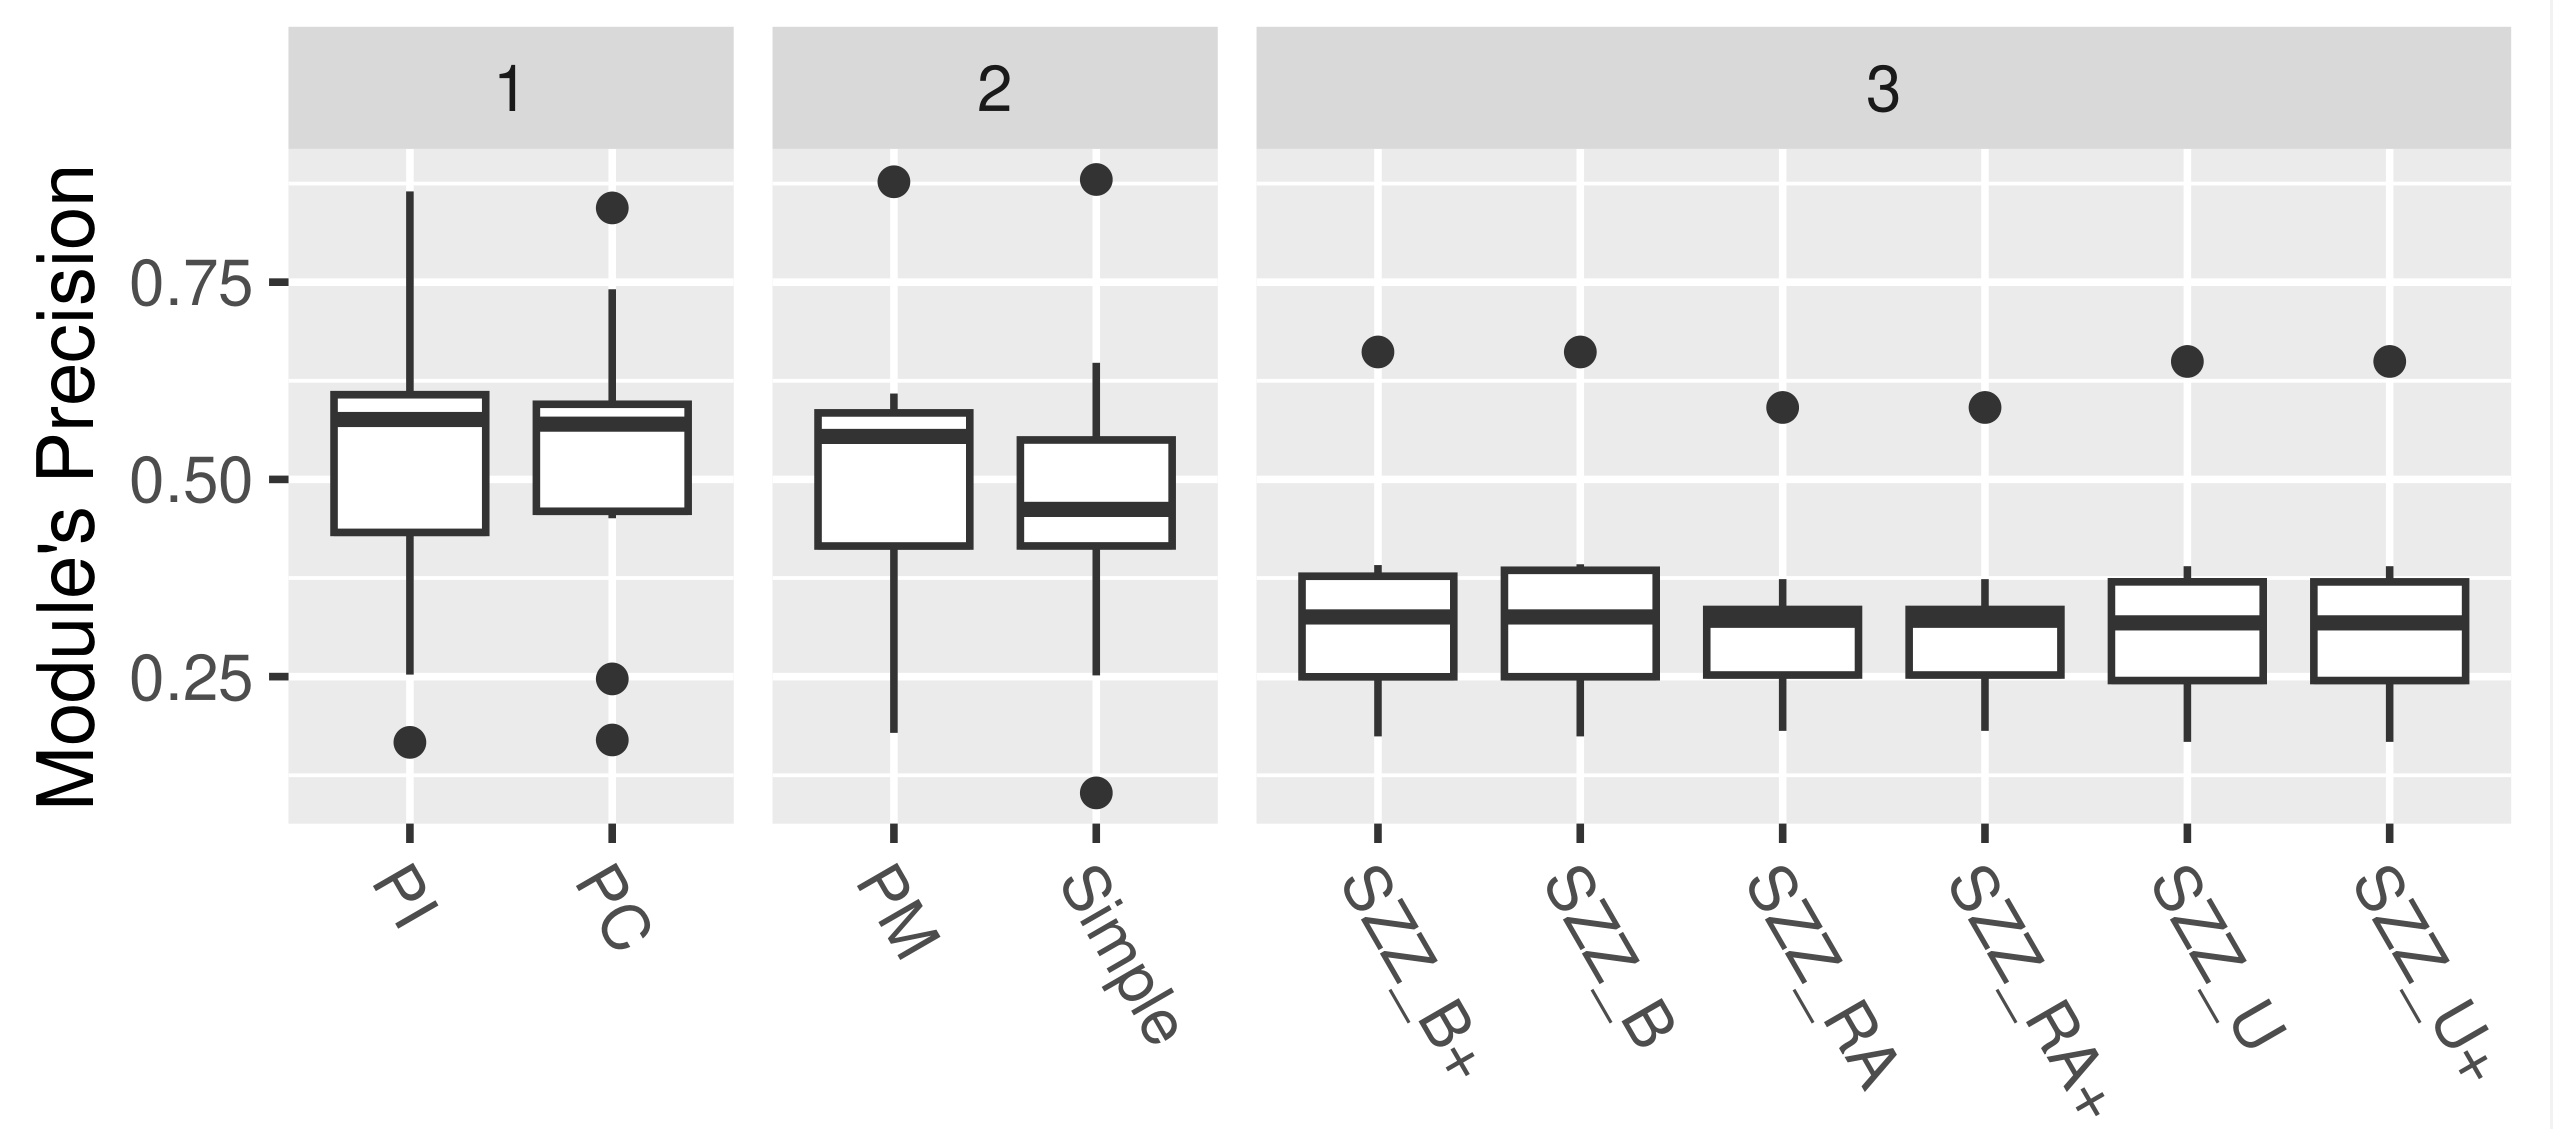 1
2
3
Module's Precision
0.75
0.50
0.25
PI
PC
PM
Simple
SZZ_B+
SZZ_B
SZZ_RA
SZZ_RA+
SZZ_U
SZZ_U+